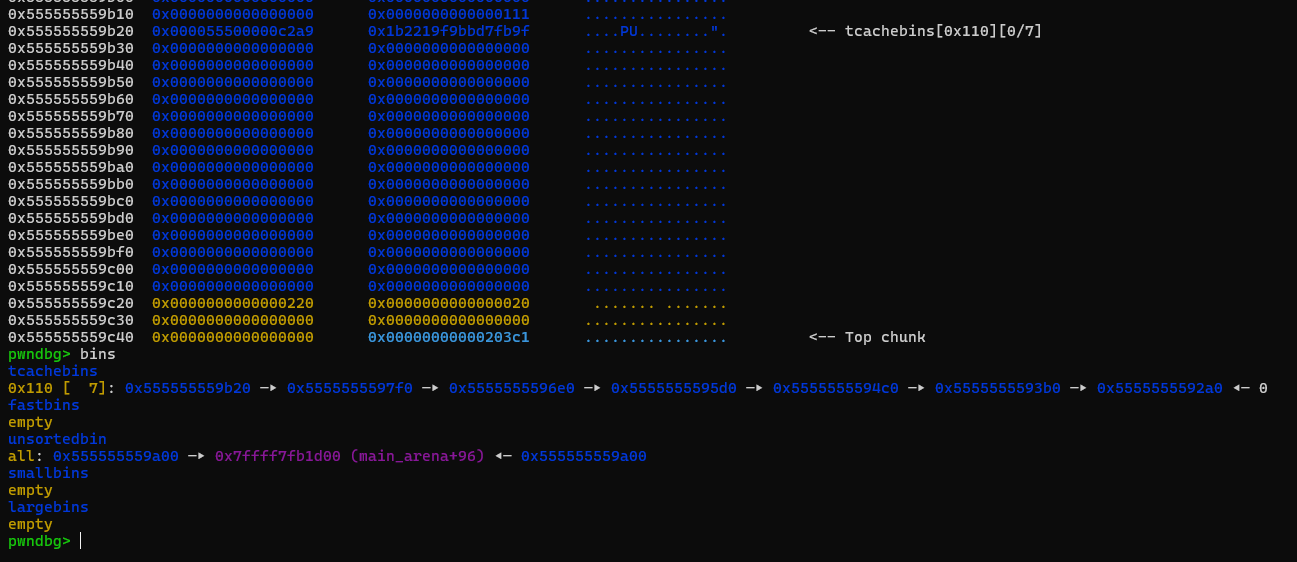 0x555555559b10  0x0000000000000000      0x0000000000000111      ................
0x555555559b20  0x000055500000c2a9      0x1b2219f9bbd7fb9f      ....PU........".         <-- tcachebins[0x110][0/7]
0x555555559b30  0x0000000000000000      0x0000000000000000      ................
0x555555559b40  0x0000000000000000      0x0000000000000000      ................
0x555555559b50  0x0000000000000000      0x0000000000000000      ................
0x555555559b60  0x0000000000000000      0x0000000000000000      ................
0x555555559b70  0x0000000000000000      0x0000000000000000      ................
0x555555559b80  0x0000000000000000      0x0000000000000000      ................
0x555555559b90  0x0000000000000000      0x0000000000000000      ................
0x555555559ba0  0x0000000000000000      0x0000000000000000      ................
0x555555559bb0  0x0000000000000000      0x0000000000000000      ................
0x555555559bc0  0x0000000000000000      0x0000000000000000      ................
0x555555559bd0  0x0000000000000000      0x0000000000000000      ................
0x555555559be0  0x0000000000000000      0x0000000000000000      ................
0x555555559bf0  0x0000000000000000      0x0000000000000000      ................
0x555555559c00  0x0000000000000000      0x0000000000000000      ................
0x555555559c10  0x0000000000000000      0x0000000000000000      ................
0x555555559c20  0x0000000000000220      0x0000000000000020       ....... .......
0x555555559c30  0x0000000000000000      0x0000000000000000      ................
0x555555559c40  0x0000000000000000      0x00000000000203c1      ................         <-- Top chunk
pwndbg> bins
tcachebins
0x110 [  7]: 0x555555559b20 —▸ 0x5555555597f0 —▸ 0x5555555596e0 —▸ 0x5555555595d0 —▸ 0x5555555594c0 —▸ 0x5555555593b0 —▸ 0x5555555592a0 ◂— 0
fastbins
empty
unsortedbin
all: 0x555555559a00 —▸ 0x7ffff7fb1d00 (main_arena+96) ◂— 0x555555559a00
smallbins
empty
largebins
empty
pwndbg>